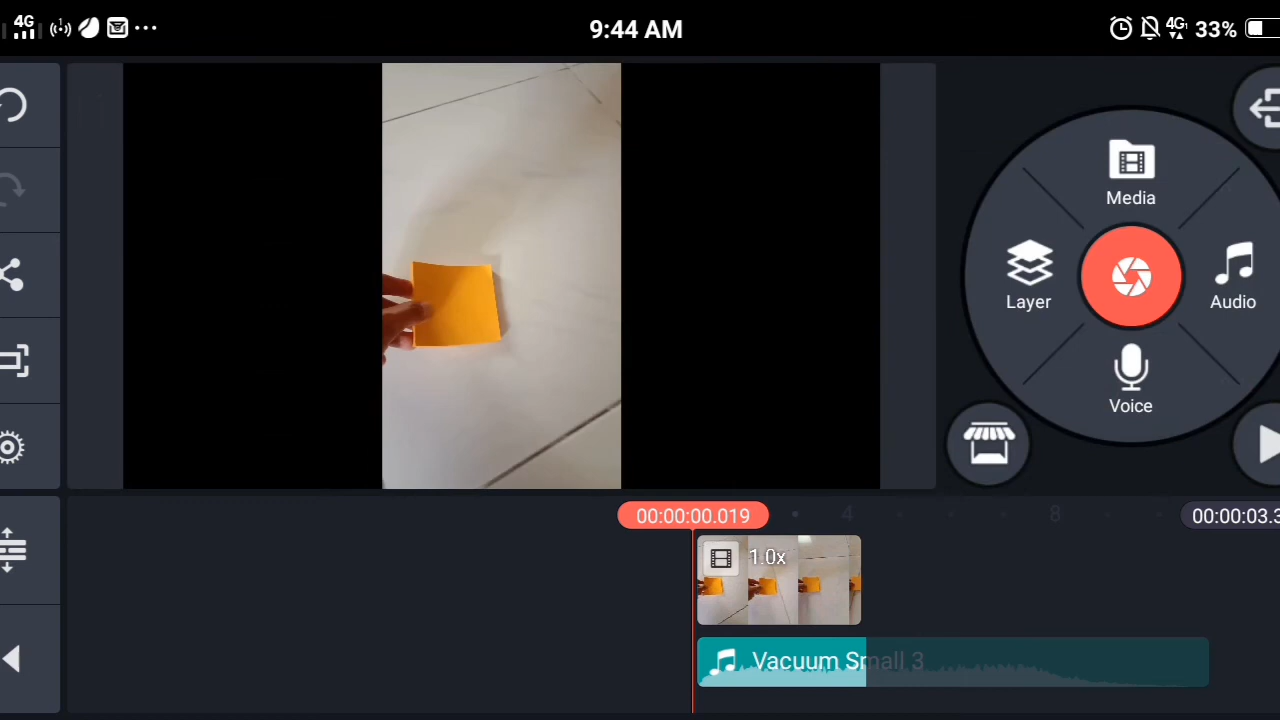 4G 1 9:44 AM 4G 33%
Media
Layer
Audio
Voice
00:00:00.019 4 8 00:00:03.3
1.0x
Vacuum Small 3